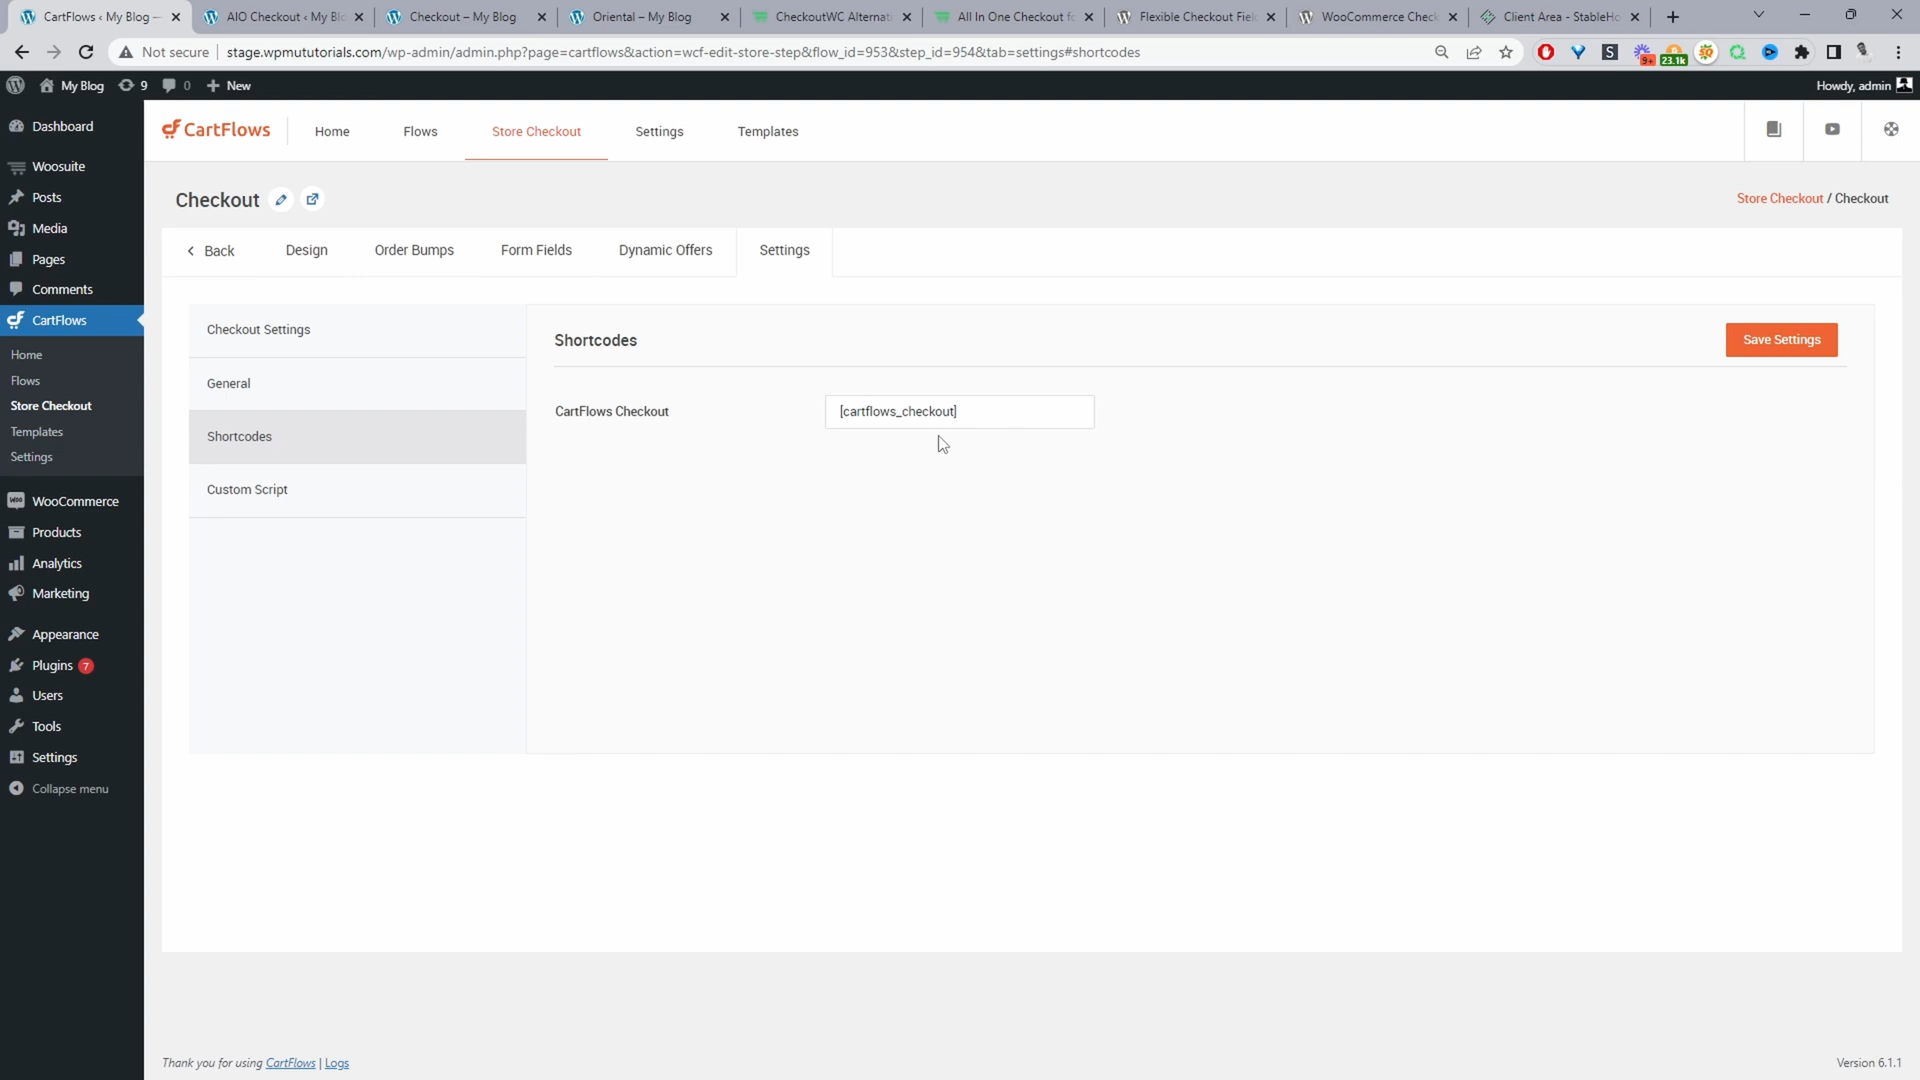 CartFlows ‹ My Blog —
AIO Checkout ‹ My Blo
Checkout – My Blog
Oriental – My Blog
CheckoutWC Alternati
All In One Checkout fo
Flexible Checkout Fiel
WooCommerce Check
Client Area - StableHo
Not secure
stage.wpmututorials.com/wp-admin/admin.php?page=cartflows&action=wcf-edit-store-step&flow_id=953&step_id=954&tab=settings#shortcodes
9+
23.1k
My Blog
9
0
New
Howdy, admin
Dashboard
Woosuite
Posts
Media
Pages
Comments
CartFlows
Home
Flows
Store Checkout
Templates
Settings
WooCommerce
Products
Analytics
Marketing
Appearance
Plugins 7
Users
Tools
Settings
Collapse menu
CartFlows
Home
Flows
Store Checkout
Settings
Templates
Checkout
Store Checkout / Checkout
Back
Design
Order Bumps
Form Fields
Dynamic Offers
Settings
Checkout Settings
General
Shortcodes
Custom Script
Shortcodes
Save Settings
CartFlows Checkout
[cartflows_checkout]
Thank you for using CartFlows | Logs
Version 6.1.1